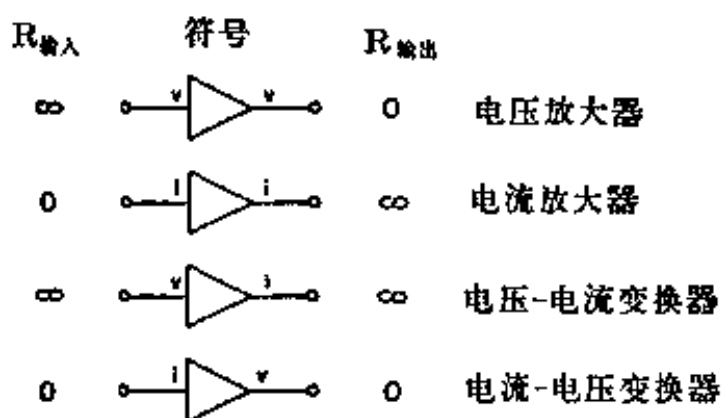 R输入 符号 R输出
∞ v v 0 电压放大器
0 i i ∞ 电流放大器
∞ v i ∞ 电压-电流变换器
0 i v 0 电流-电压变换器